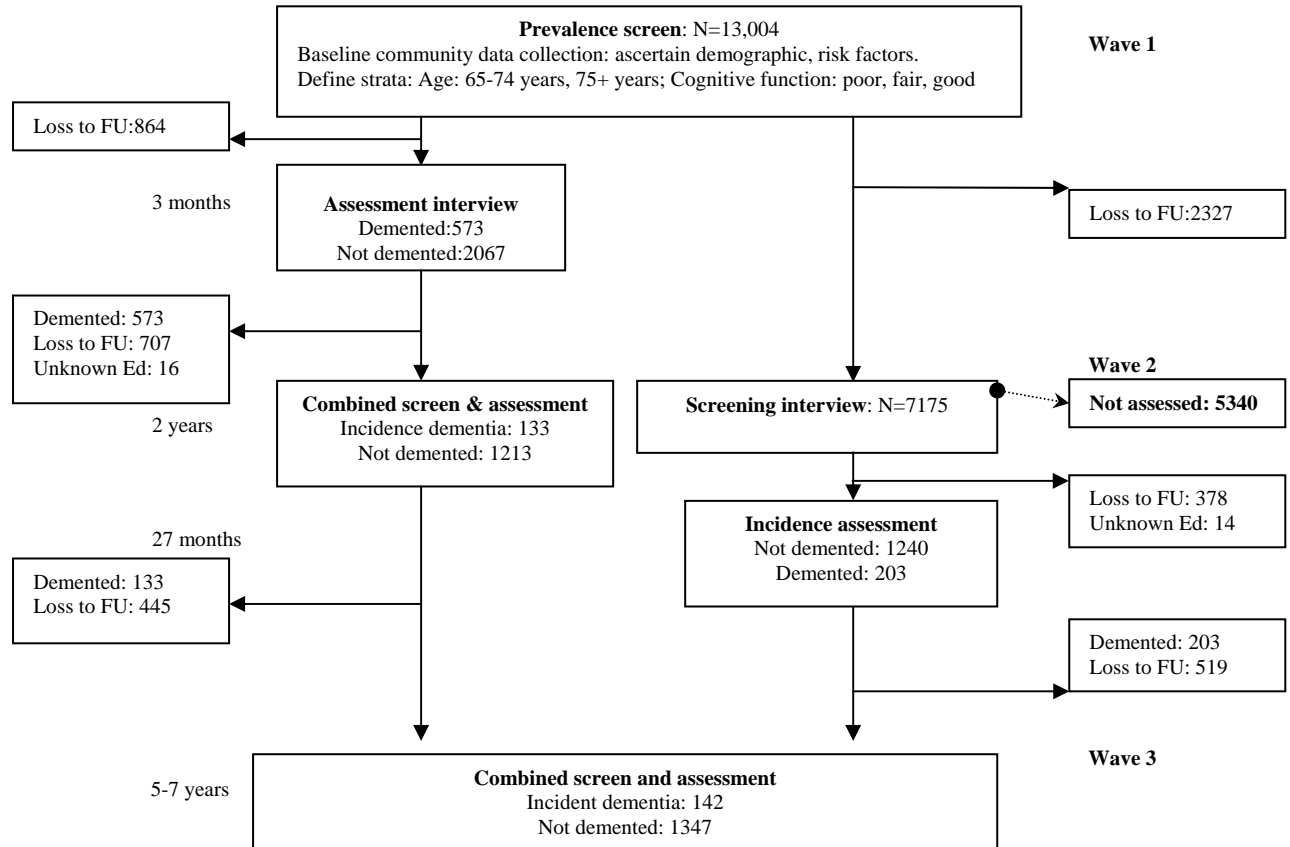 Prevalence screen: N=13,004
Baseline community data collection: ascertain demographic, risk factors.
Define strata: Age: 65-74 years, 75+ years; Cognitive function: poor, fair, good
Wave 1
Loss to FU:864
3 months
Assessment interview
Demented:573
Not demented:2067
Loss to FU:2327
Demented: 573
Loss to FU: 707
Unknown Ed: 16
Wave 2
2 years
Combined screen & assessment
Incidence dementia: 133
Not demented: 1213
Screening interview: N=7175
Not assessed: 5340
Loss to FU: 378
Unknown Ed: 14
27 months
Incidence assessment
Not demented: 1240
Demented: 203
Demented: 133
Loss to FU: 445
Demented: 203
Loss to FU: 519
Wave 3
5-7 years
Combined screen and assessment
Incident dementia: 142
Not demented: 1347